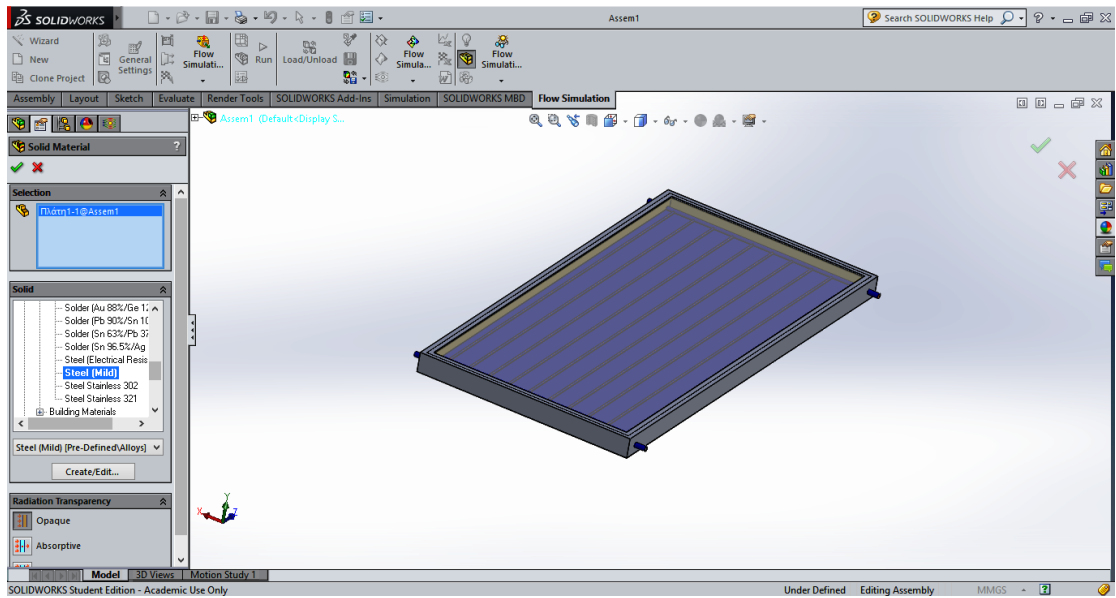 SOLIDWORKS
Assem1
Search SOLIDWORKS Help
Wizard
New
Clone Project
General Settings
Flow Simulati...
Run
Load/Unload
Flow Simula...
Flow Simulati...
Assembly Layout Sketch Evaluate Render Tools SOLIDWORKS Add-Ins Simulation SOLIDWORKS MBD Flow Simulation
Assem1 (Default<Display S...
Solid Material ?
Selection
Πλάτη1-1@Assem1
Solid
Solder (Au 88%/Ge 12
Solder (Pb 90%/Sn 10
Solder (Sn 63%/Pb 37
Solder (Sn 96.5%/Ag
Steel (Electrical Resis
Steel (Mild)
Steel Stainless 302
Steel Stainless 321
Building Materials
Steel (Mild) [Pre-Defined\Alloys]
Create/Edit...
Radiation Transparency
Opaque
Absorptive
Y
X
Z
Model 3D Views Motion Study 1
SOLIDWORKS Student Edition - Academic Use Only
Under Defined Editing Assembly MMGS